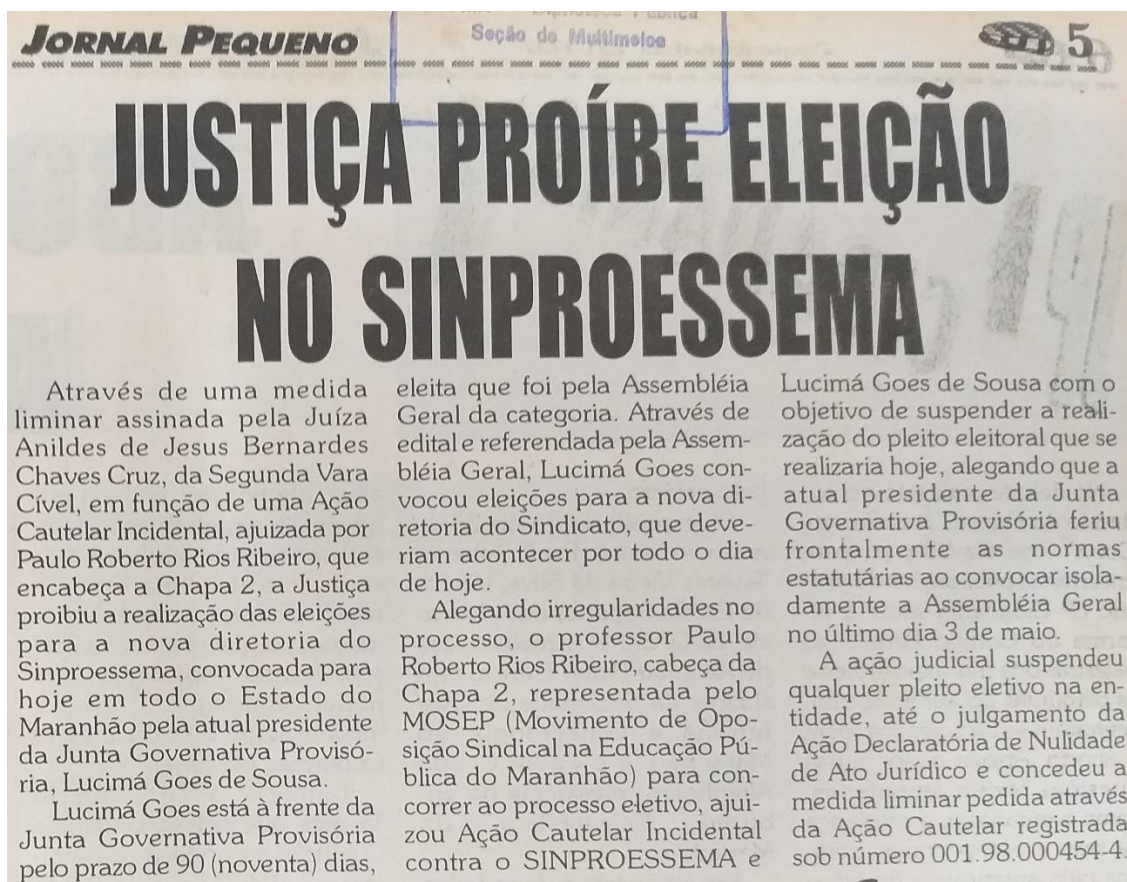 JORNAL PEQUENO
Seção de Multimeios
5
JUSTIÇA PROÍBE ELEIÇÃO
NO SINPROESSEMA
Através de uma medida
liminar assinada pela Juíza
Anildes de Jesus Bernardes
Chaves Cruz, da Segunda Vara
Cível, em função de uma Ação
Cautelar Incidental, ajuizada por
Paulo Roberto Rios Ribeiro, que
encabeça a Chapa 2, a Justiça
proibiu a realização das eleições
para a nova diretoria do
Sinproessema, convocada para
hoje em todo o Estado do
Maranhão pela atual presidente
da Junta Governativa Provisó-
ria, Lucimá Goes de Sousa.
Lucimá Goes está à frente da
Junta Governativa Provisória
pelo prazo de 90 (noventa) dias,
eleita que foi pela Assembléia
Geral da categoria. Através de
edital e referendada pela Assem-
bléia Geral, Lucimá Goes con-
vocou eleições para a nova di-
retoria do Sindicato, que deve-
riam acontecer por todo o dia
de hoje.
Alegando irregularidades no
processo, o professor Paulo
Roberto Rios Ribeiro, cabeça da
Chapa 2, representada pelo
MOSEP (Movimento de Opo-
sição Sindical na Educação Pú-
blica do Maranhão) para con-
correr ao processo eletivo, ajui-
zou Ação Cautelar Incidental
contra o SINPROESSEMA e
Lucimá Goes de Sousa com o
objetivo de suspender a reali-
zação do pleito eleitoral que se
realizaria hoje, alegando que a
atual presidente da Junta
Governativa Provisória feriu
frontalmente as normas
estatutárias ao convocar isola-
damente a Assembléia Geral
no último dia 3 de maio.
A ação judicial suspendeu
qualquer pleito eletivo na en-
tidade, até o julgamento da
Ação Declaratória de Nulidade
de Ato Jurídico e concedeu a
medida liminar pedida através
da Ação Cautelar registrada
sob número 001.98.000454-4.